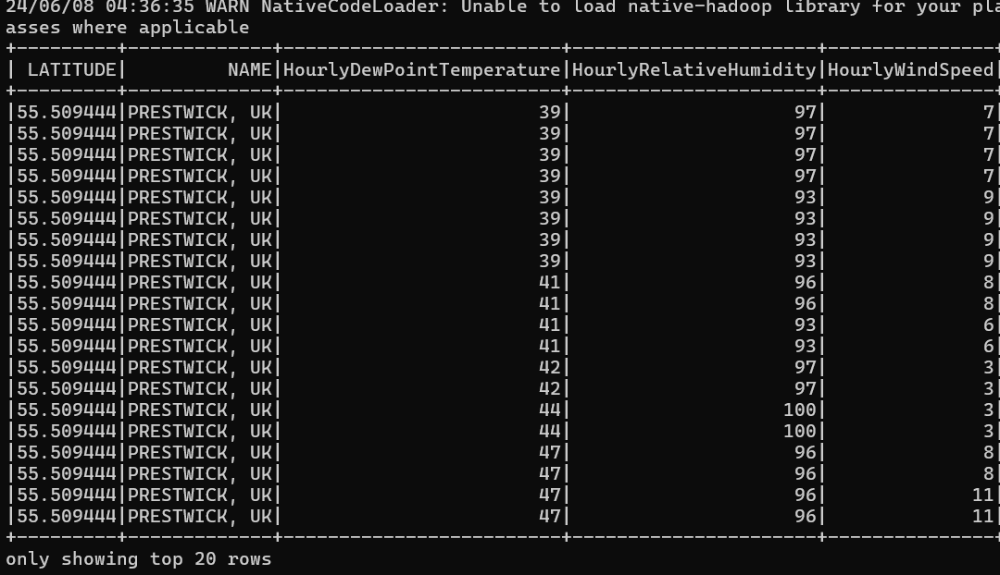 24/06/08 04:36:35 WARN NativeCodeLoader: Unable to load native-hadoop library for your pla
asses where applicable
+---------+-------------+-------------------------+----------------------+---------------
| LATITUDE|         NAME|HourlyDewPointTemperature|HourlyRelativeHumidity|HourlyWindSpeed|
+---------+-------------+-------------------------+----------------------+---------------
|55.509444|PRESTWICK, UK|                       39|                    97|              7|
|55.509444|PRESTWICK, UK|                       39|                    97|              7|
|55.509444|PRESTWICK, UK|                       39|                    97|              7|
|55.509444|PRESTWICK, UK|                       39|                    97|              7|
|55.509444|PRESTWICK, UK|                       39|                    93|              9|
|55.509444|PRESTWICK, UK|                       39|                    93|              9|
|55.509444|PRESTWICK, UK|                       39|                    93|              9|
|55.509444|PRESTWICK, UK|                       39|                    93|              9|
|55.509444|PRESTWICK, UK|                       41|                    96|              8|
|55.509444|PRESTWICK, UK|                       41|                    96|              8|
|55.509444|PRESTWICK, UK|                       41|                    93|              6|
|55.509444|PRESTWICK, UK|                       41|                    93|              6|
|55.509444|PRESTWICK, UK|                       42|                    97|              3|
|55.509444|PRESTWICK, UK|                       42|                    97|              3|
|55.509444|PRESTWICK, UK|                       44|                   100|              3|
|55.509444|PRESTWICK, UK|                       44|                   100|              3|
|55.509444|PRESTWICK, UK|                       47|                    96|              8|
|55.509444|PRESTWICK, UK|                       47|                    96|              8|
|55.509444|PRESTWICK, UK|                       47|                    96|             11|
|55.509444|PRESTWICK, UK|                       47|                    96|             11|
+---------+-------------+-------------------------+----------------------+---------------
only showing top 20 rows